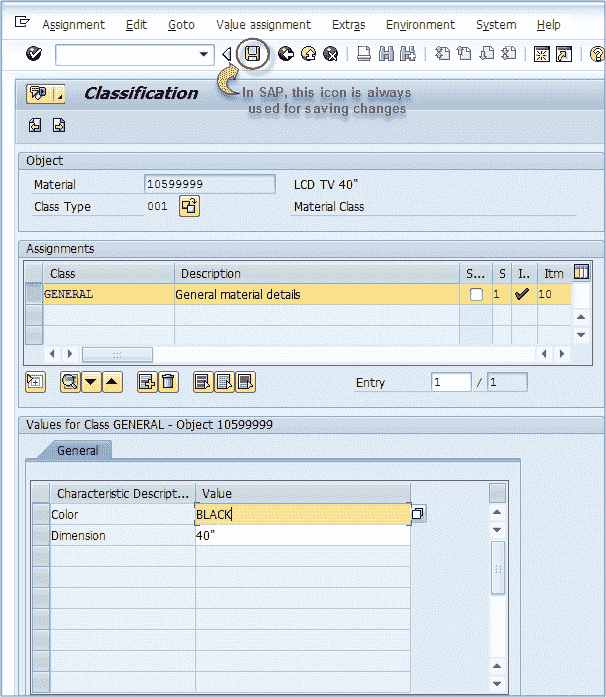 Assignment Edit Goto Value assignment Extras Environment System Help
In SAP, this icon is always
used for saving changes
Classification
Object
Material 10599999 LCD TV 40"
Class Type 001 Material Class
Assignments
Class Description S... S I.. Itm
GENERAL General material details 1 10
Entry 1 / 1
Values for Class GENERAL - Object 10599999
General
Characteristic Descript... Value
Color BLACK
Dimension 40"